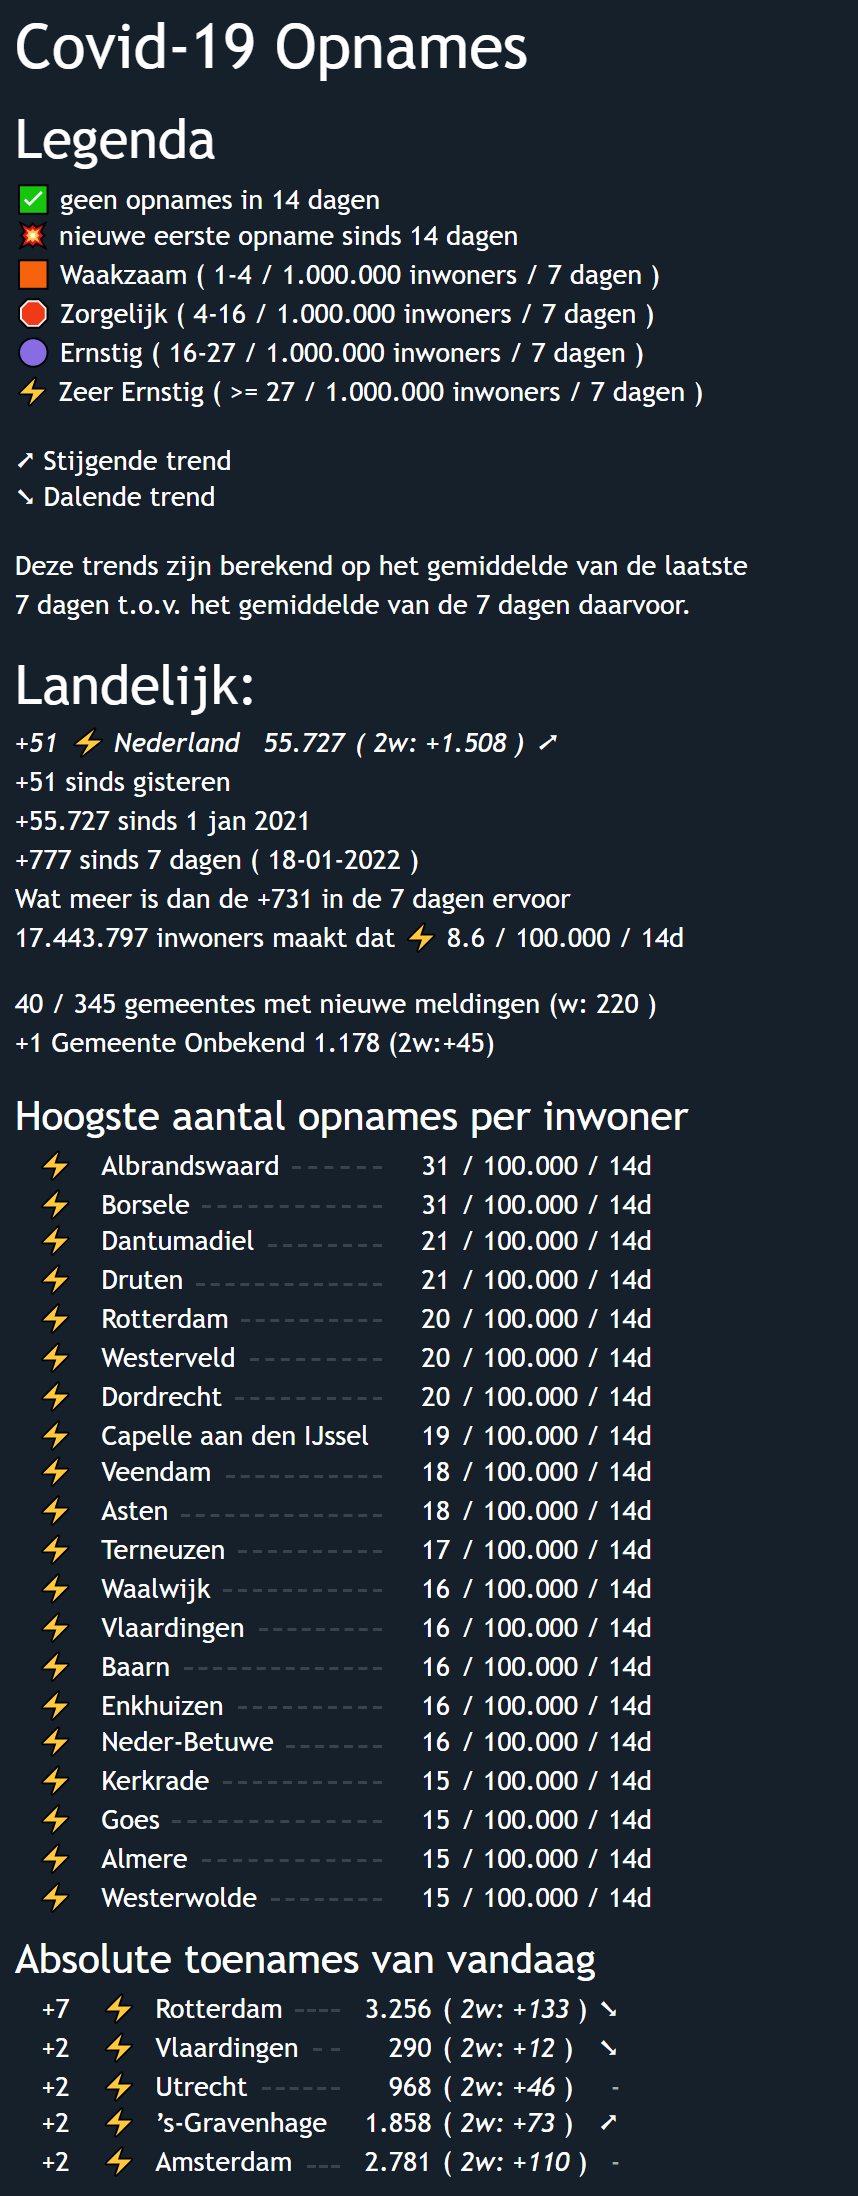 Covid-19 Opnames
Legenda
✅ geen opnames in 14 dagen
💥 nieuwe eerste opname sinds 14 dagen
🟧 Waakzaam ( 1-4 / 1.000.000 inwoners / 7 dagen )
🛑 Zorgelijk ( 4-16 / 1.000.000 inwoners / 7 dagen )
🟣 Ernstig ( 16-27 / 1.000.000 inwoners / 7 dagen )
⚡ Zeer Ernstig ( >= 27 / 1.000.000 inwoners / 7 dagen )
➚ Stijgende trend
➘ Dalende trend
Deze trends zijn berekend op het gemiddelde van de laatste
7 dagen t.o.v. het gemiddelde van de 7 dagen daarvoor.
Landelijk:
+51 ⚡ Nederland 55.727 ( 2w: +1.508 ) ➚
+51 sinds gisteren
+55.727 sinds 1 jan 2021
+777 sinds 7 dagen ( 18-01-2022 )
Wat meer is dan de +731 in de 7 dagen ervoor
17.443.797 inwoners maakt dat ⚡ 8.6 / 100.000 / 14d
40 / 345 gemeentes met nieuwe meldingen (w: 220 )
+1 Gemeente Onbekend 1.178 (2w:+45)
Hoogste aantal opnames per inwoner
⚡ Albrandswaard ------- 31 / 100.000 / 14d
⚡ Borsele ------------- 31 / 100.000 / 14d
⚡ Dantumadiel -------- 21 / 100.000 / 14d
⚡ Druten ------------- 21 / 100.000 / 14d
⚡ Rotterdam ---------- 20 / 100.000 / 14d
⚡ Westerveld ---------- 20 / 100.000 / 14d
⚡ Dordrecht ----------- 20 / 100.000 / 14d
⚡ Capelle aan den IJssel 19 / 100.000 / 14d
⚡ Veendam ----------- 18 / 100.000 / 14d
⚡ Asten -------------- 18 / 100.000 / 14d
⚡ Terneuzen ---------- 17 / 100.000 / 14d
⚡ Waalwijk ----------- 16 / 100.000 / 14d
⚡ Vlaardingen --------- 16 / 100.000 / 14d
⚡ Baarn -------------- 16 / 100.000 / 14d
⚡ Enkhuizen ---------- 16 / 100.000 / 14d
⚡ Neder-Betuwe ------- 16 / 100.000 / 14d
⚡ Kerkrade ----------- 15 / 100.000 / 14d
⚡ Goes --------------- 15 / 100.000 / 14d
⚡ Almere ------------- 15 / 100.000 / 14d
⚡ Westerwolde -------- 15 / 100.000 / 14d
Absolute toenames van vandaag
+7 ⚡ Rotterdam ---- 3.256 ( 2w: +133 ) ➘
+2 ⚡ Vlaardingen -- 290 ( 2w: +12 ) ➘
+2 ⚡ Utrecht ------ 968 ( 2w: +46 ) -
+2 ⚡ ’s-Gravenhage 1.858 ( 2w: +73 ) ➚
+2 ⚡ Amsterdam --- 2.781 ( 2w: +110 ) -